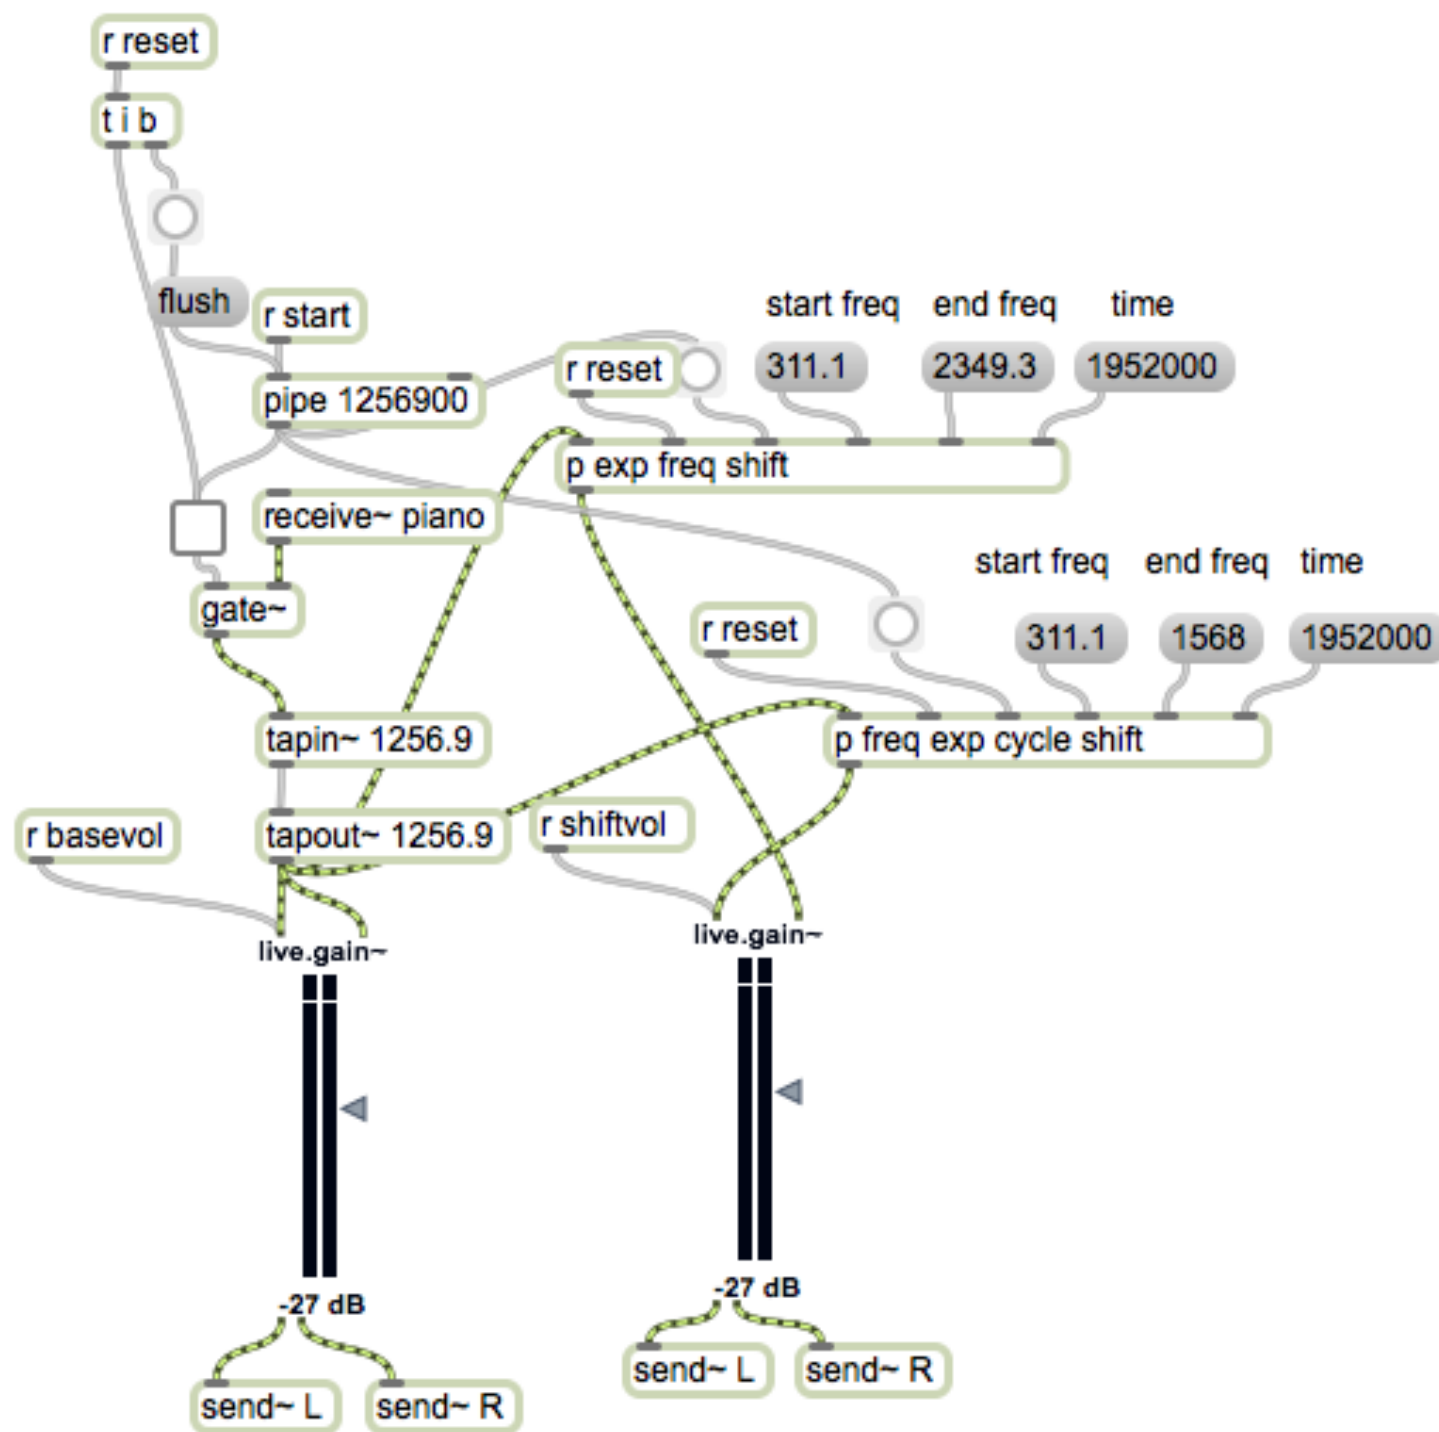 r reset
t i b
flush
r start
pipe 1256900
r reset
start freq
end freq
time
311.1
2349.3
1952000
p exp freq shift
receive~ piano
gate~
start freq
end freq
time
r reset
311.1
1568
1952000
p freq exp cycle shift
tapin~ 1256.9
tapout~ 1256.9
r basevol
r shiftvol
live.gain~
live.gain~
-27 dB
-27 dB
send~ L
send~ R
send~ L
send~ R